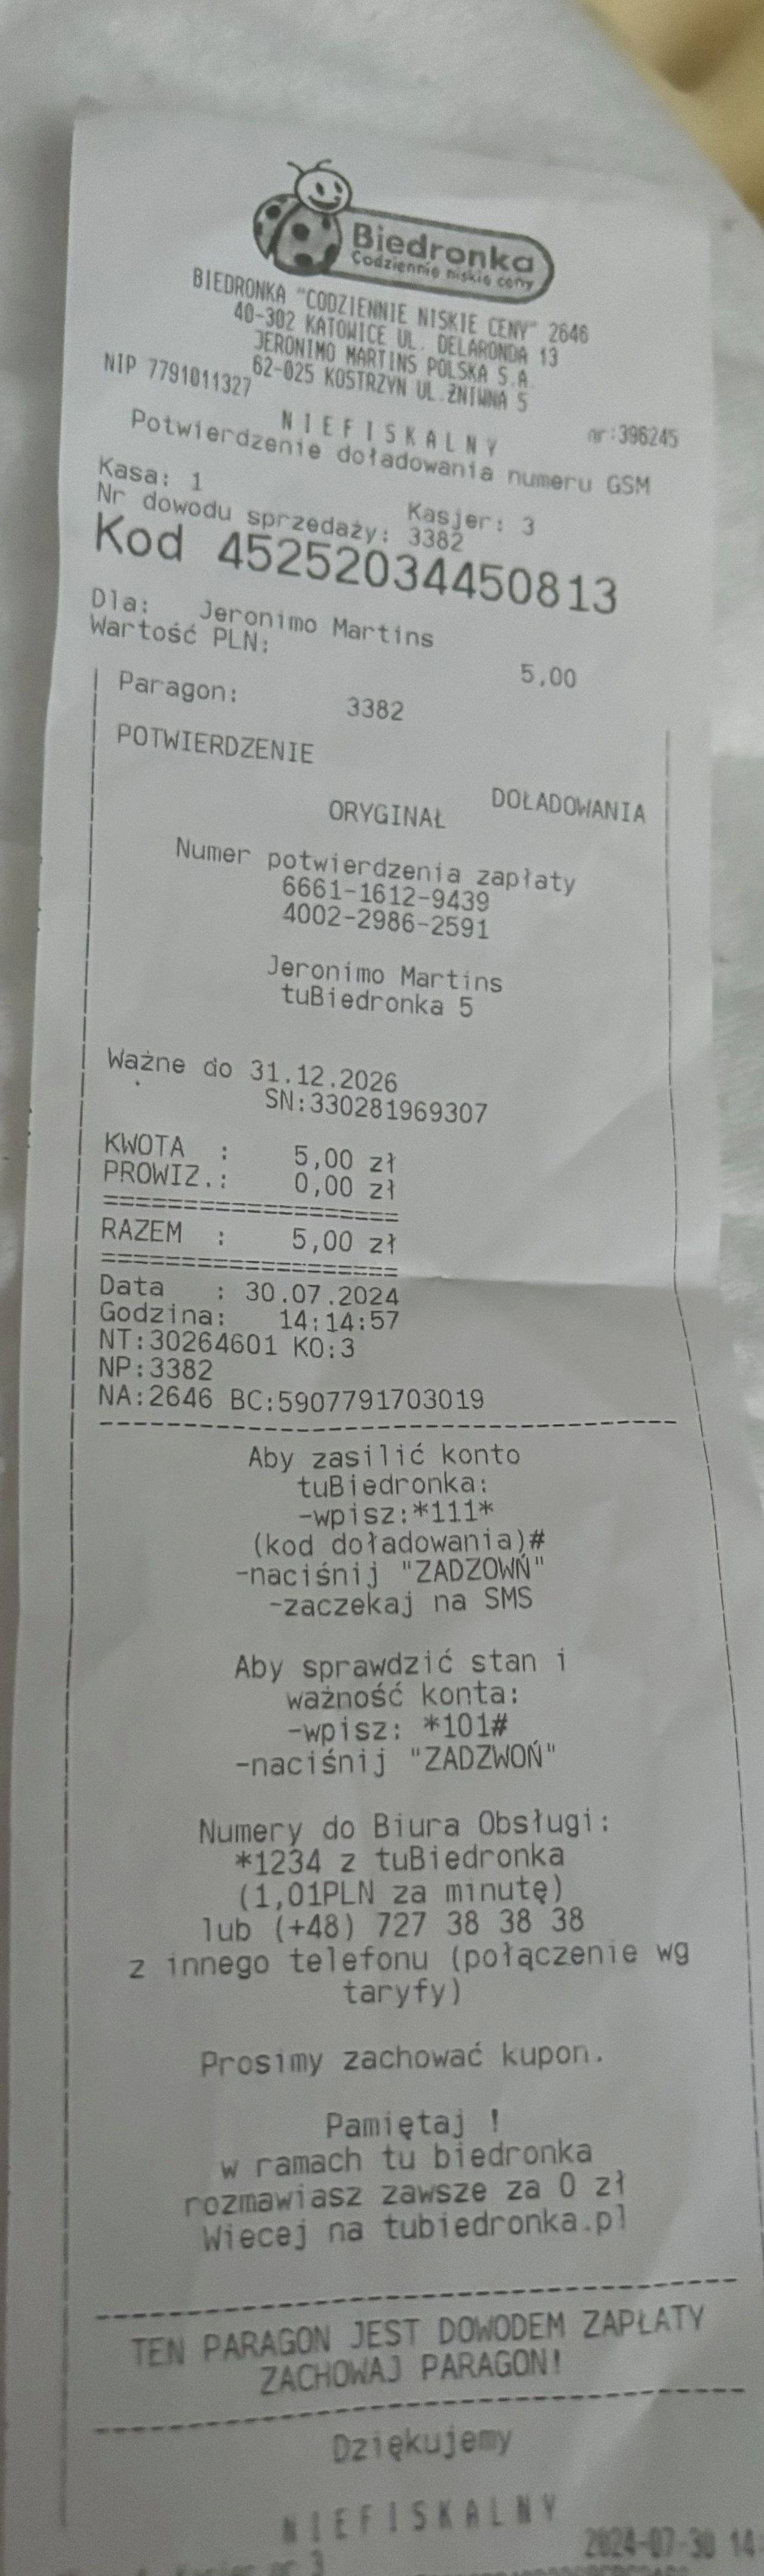 Biedronka
Codziennie niskie ceny
BIEDRONKA "CODZIENNIE NISKIE CENY" 2646
40-302 KATOWICE UL. DELARONDA 13
JERONIMO MARTINS POLSKA S.A.
62-025 KOSTRZYN UL.ŻNIWNA 5
NIP 7791011327
nr:396245
N I E F I S K A L N Y
Potwierdzenie doładowania numeru GSM
Kasa: 1 Kasjer: 3
Nr dowodu sprzedaży: 3382
Kod 45252034450813
Dla: Jeronimo Martins
Wartość PLN: 5,00
Paragon: 3382
POTWIERDZENIE DOŁADOWANIA
ORYGINAŁ
Numer potwierdzenia zapłaty
6661-1612-9439
4002-2986-2591
Jeronimo Martins
tuBiedronka 5
Ważne do 31.12.2026
SN:330281969307
KWOTA : 5,00 zł
PROWIZ.: 0,00 zł
===================
RAZEM : 5,00 zł
===================
Data : 30.07.2024
Godzina: 14:14:57
NT:30264601 KO:3
NP:3382
NA:2646 BC:5907791703019
Aby zasilić konto
tuBiedronka:
-wpisz:*111*
(kod doładowania)#
-naciśnij "ZADZOWŃ"
-zaczekaj na SMS
Aby sprawdzić stan i
ważność konta:
-wpisz: *101#
-naciśnij "ZADZWOŃ"
Numery do Biura Obsługi:
*1234 z tuBiedronka
(1,01PLN za minutę)
lub (+48) 727 38 38 38
z innego telefonu (połączenie wg
taryfy)
Prosimy zachować kupon.
Pamiętaj !
w ramach tu biedronka
rozmawiasz zawsze za 0 zł
Wiecej na tubiedronka.pl
TEN PARAGON JEST DOWODEM ZAPŁATY
ZACHOWAJ PARAGON!
Dziękujemy
N I E F I S K A L N Y
2024-07-30 14:
Kasjer nr 3